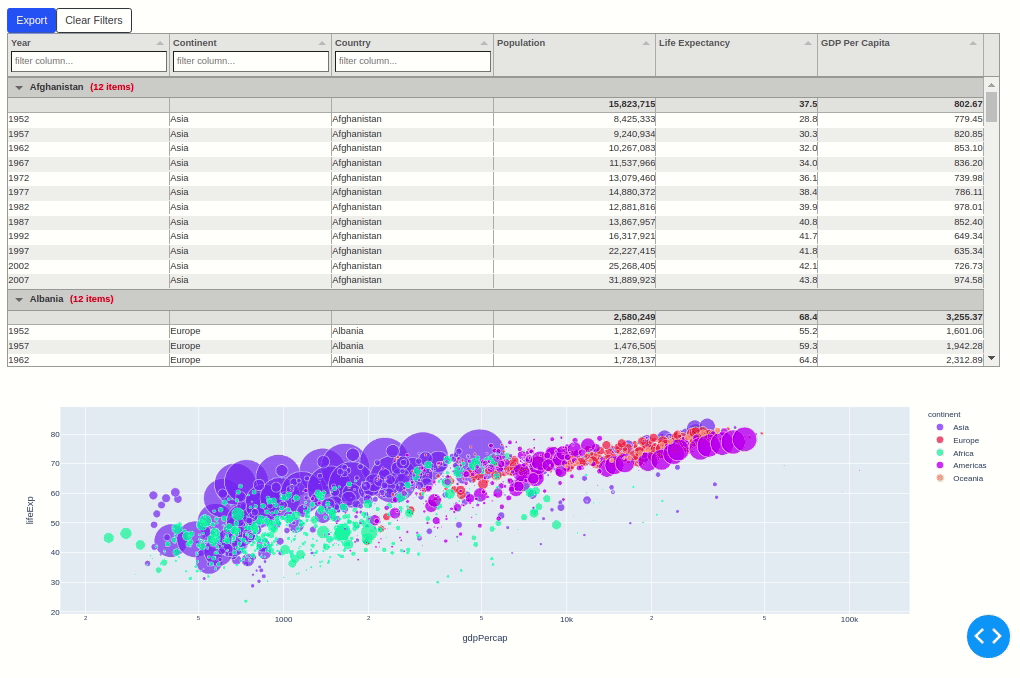 Export Clear Filters
Year Continent Country Population Life Expectancy GDP Per Capita
filter column... filter column... filter column...
Afghanistan (12 items)
15,823,715 37.5 802.67
1952 Asia Afghanistan 8,425,333 28.8 779.45
1957 Asia Afghanistan 9,240,934 30.3 820.85
1962 Asia Afghanistan 10,267,083 32.0 853.10
1967 Asia Afghanistan 11,537,966 34.0 836.20
1972 Asia Afghanistan 13,079,460 36.1 739.98
1977 Asia Afghanistan 14,880,372 38.4 786.11
1982 Asia Afghanistan 12,881,816 39.9 978.01
1987 Asia Afghanistan 13,867,957 40.8 852.40
1992 Asia Afghanistan 16,317,921 41.7 649.34
1997 Asia Afghanistan 22,227,415 41.8 635.34
2002 Asia Afghanistan 25,268,405 42.1 726.73
2007 Asia Afghanistan 31,889,923 43.8 974.58
Albania (12 items)
2,580,249 68.4 3,255.37
1952 Europe Albania 1,282,697 55.2 1,601.06
1957 Europe Albania 1,476,505 59.3 1,942.28
1962 Europe Albania 1,728,137 64.8 2,312.89
80
70
60
50
40
30
20
lifeExp
2 5 1000 2 5 10k 2 5 100k
gdpPercap
continent
Asia
Europe
Africa
Americas
Oceania